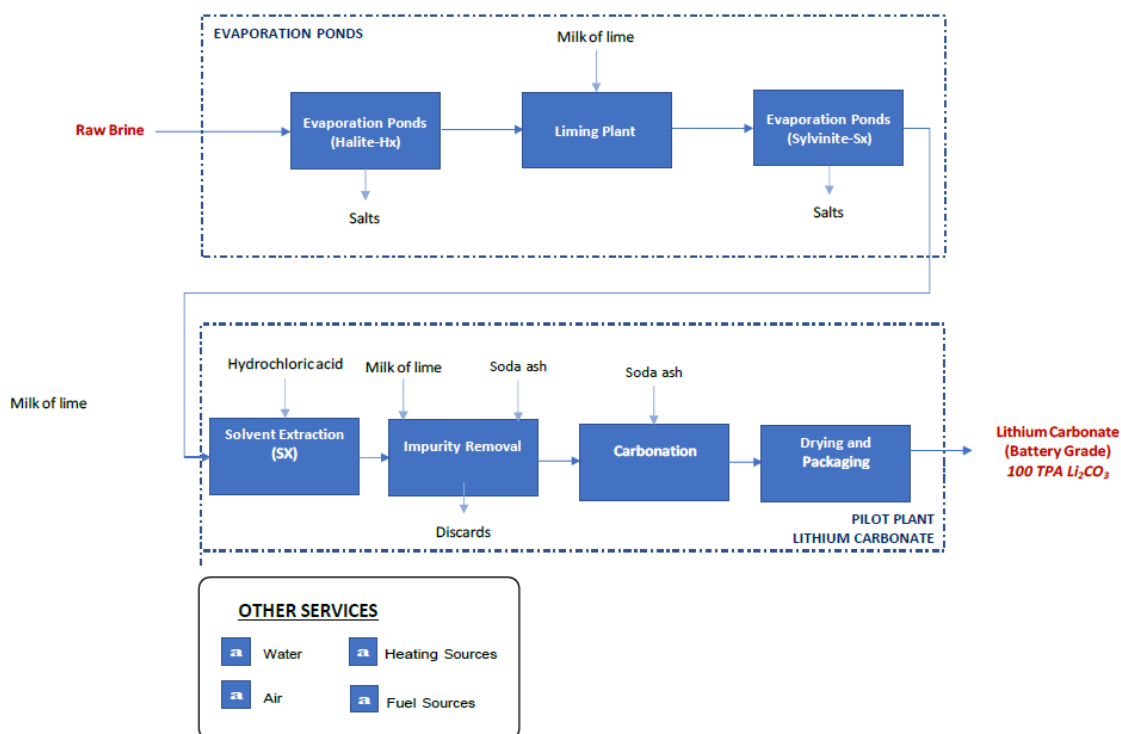 EVAPORATION PONDS
Milk of lime
Raw Brine
Evaporation Ponds
(Halite-Hx)
Liming Plant
Evaporation Ponds
(Sylvinite-Sx)
Salts
Salts
Hydrochloric acid
Milk of lime
Soda ash
Soda ash
Milk of lime
Solvent Extraction
(SX)
Impurity Removal
Carbonation
Drying and
Packaging
Lithium Carbonate
(Battery Grade)
100 TPA Li₂CO₃
Discards
PILOT PLANT
LITHIUM CARBONATE
OTHER SERVICES
a Water
a Heating Sources
a Air
a Fuel Sources